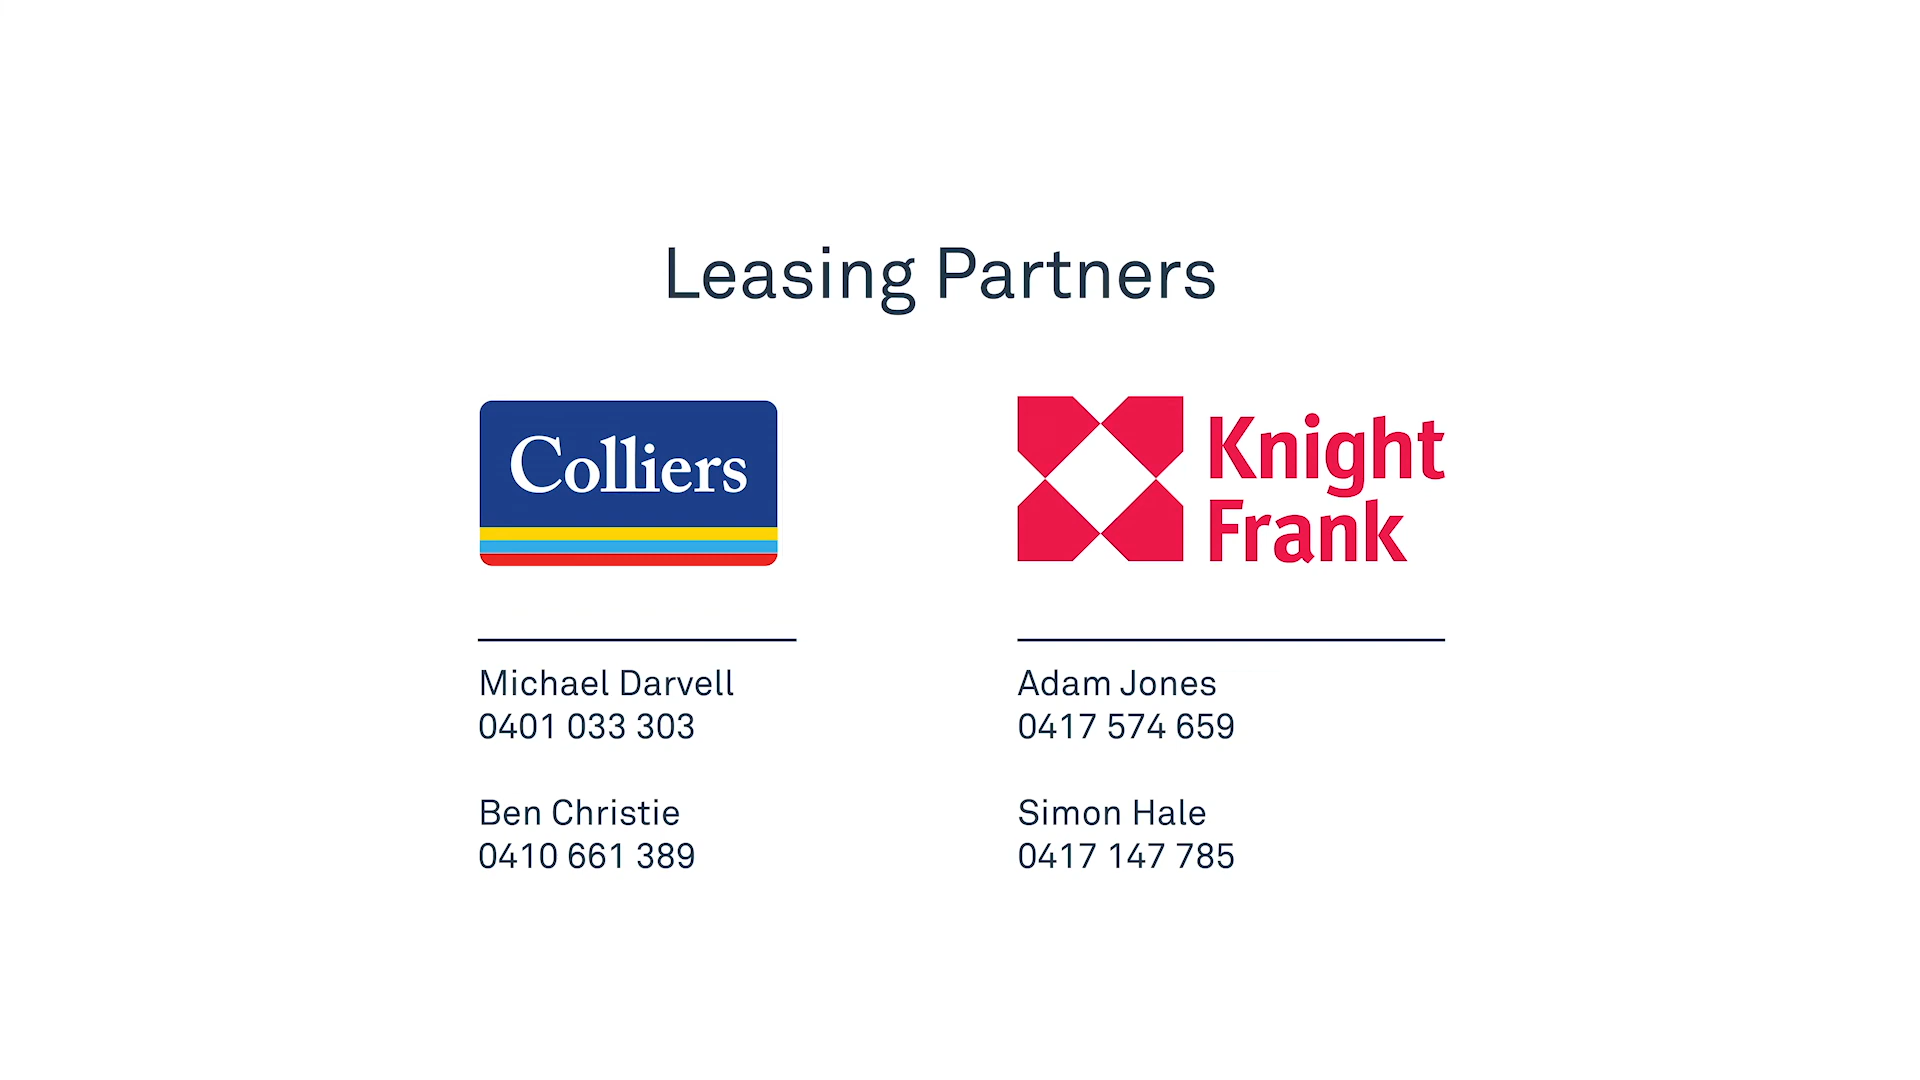 Leasing Partners
Colliers
Michael Darvell
0401 033 303
Ben Christie
0410 661 389
Knight
Frank
Adam Jones
0417 574 659
Simon Hale
0417 147 785